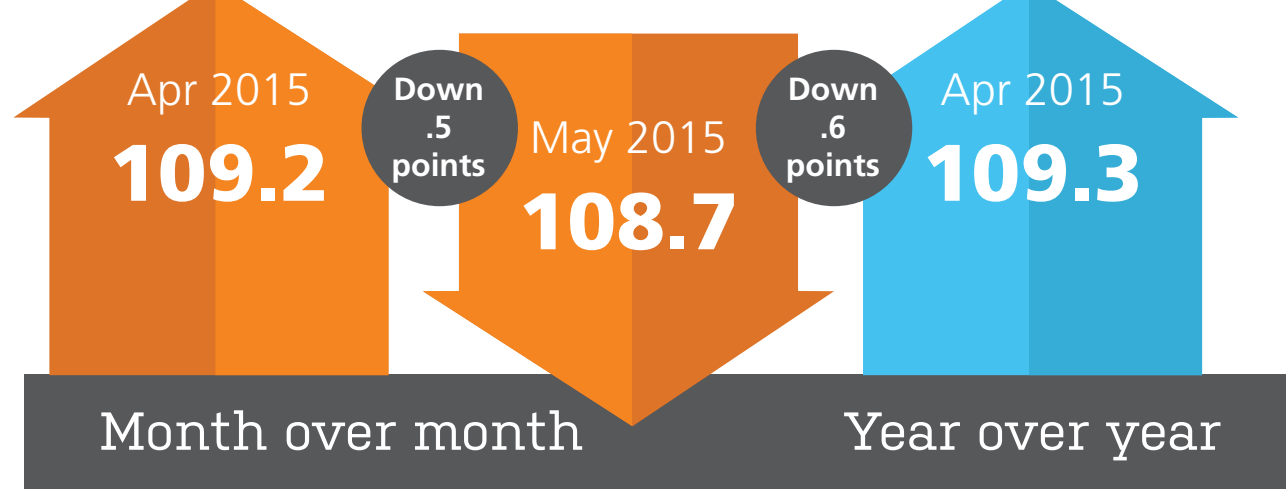 Apr 2015
109.2
Down
.5
points
May 2015
108.7
Down
.6
points
Apr 2015
109.3
Month over month
Year over year